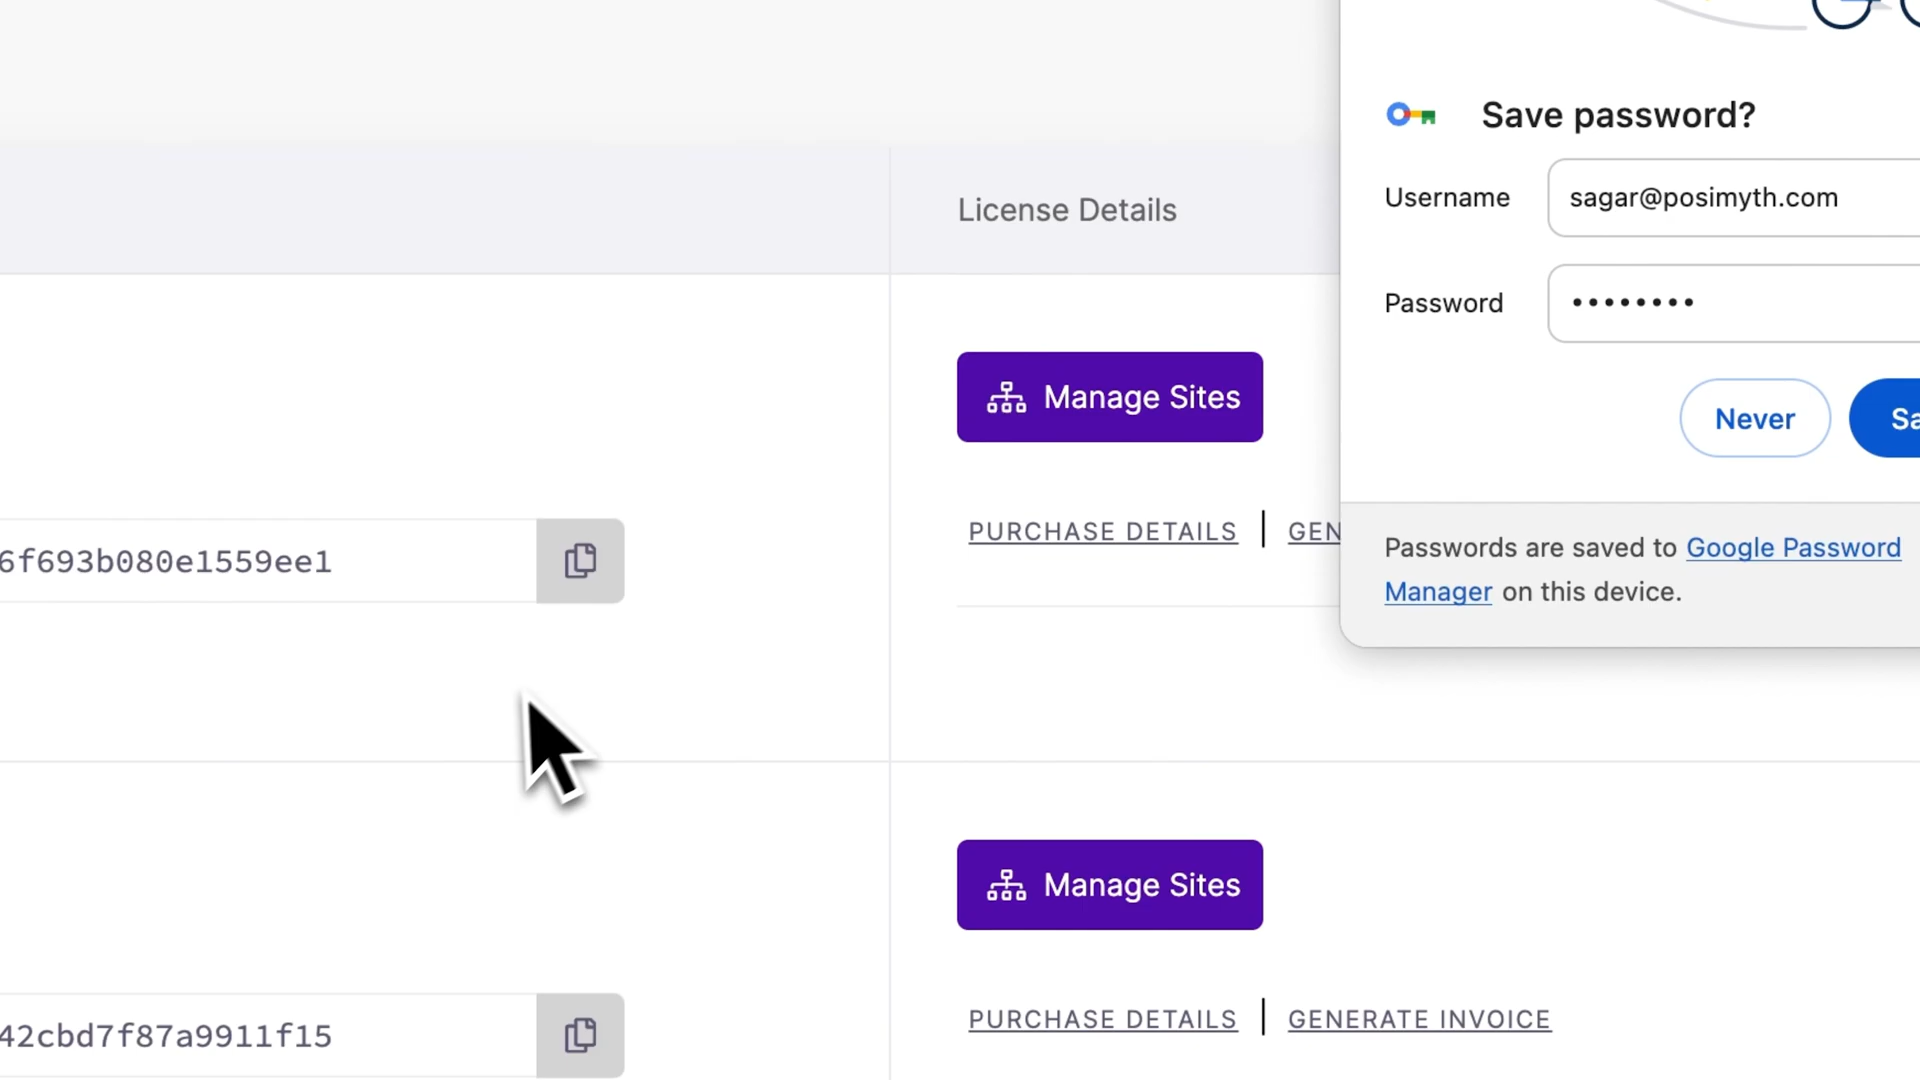 Save password?
License Details
Username sagar@posimyth.com
Password ••••••••
Manage Sites
Never
PURCHASE DETAILS
6f693b080e1559ee1
Passwords are saved to Google Password
Manager on this device.
Manage Sites
PURCHASE DETAILS | GENERATE INVOICE
42cbd7f87a9911f15